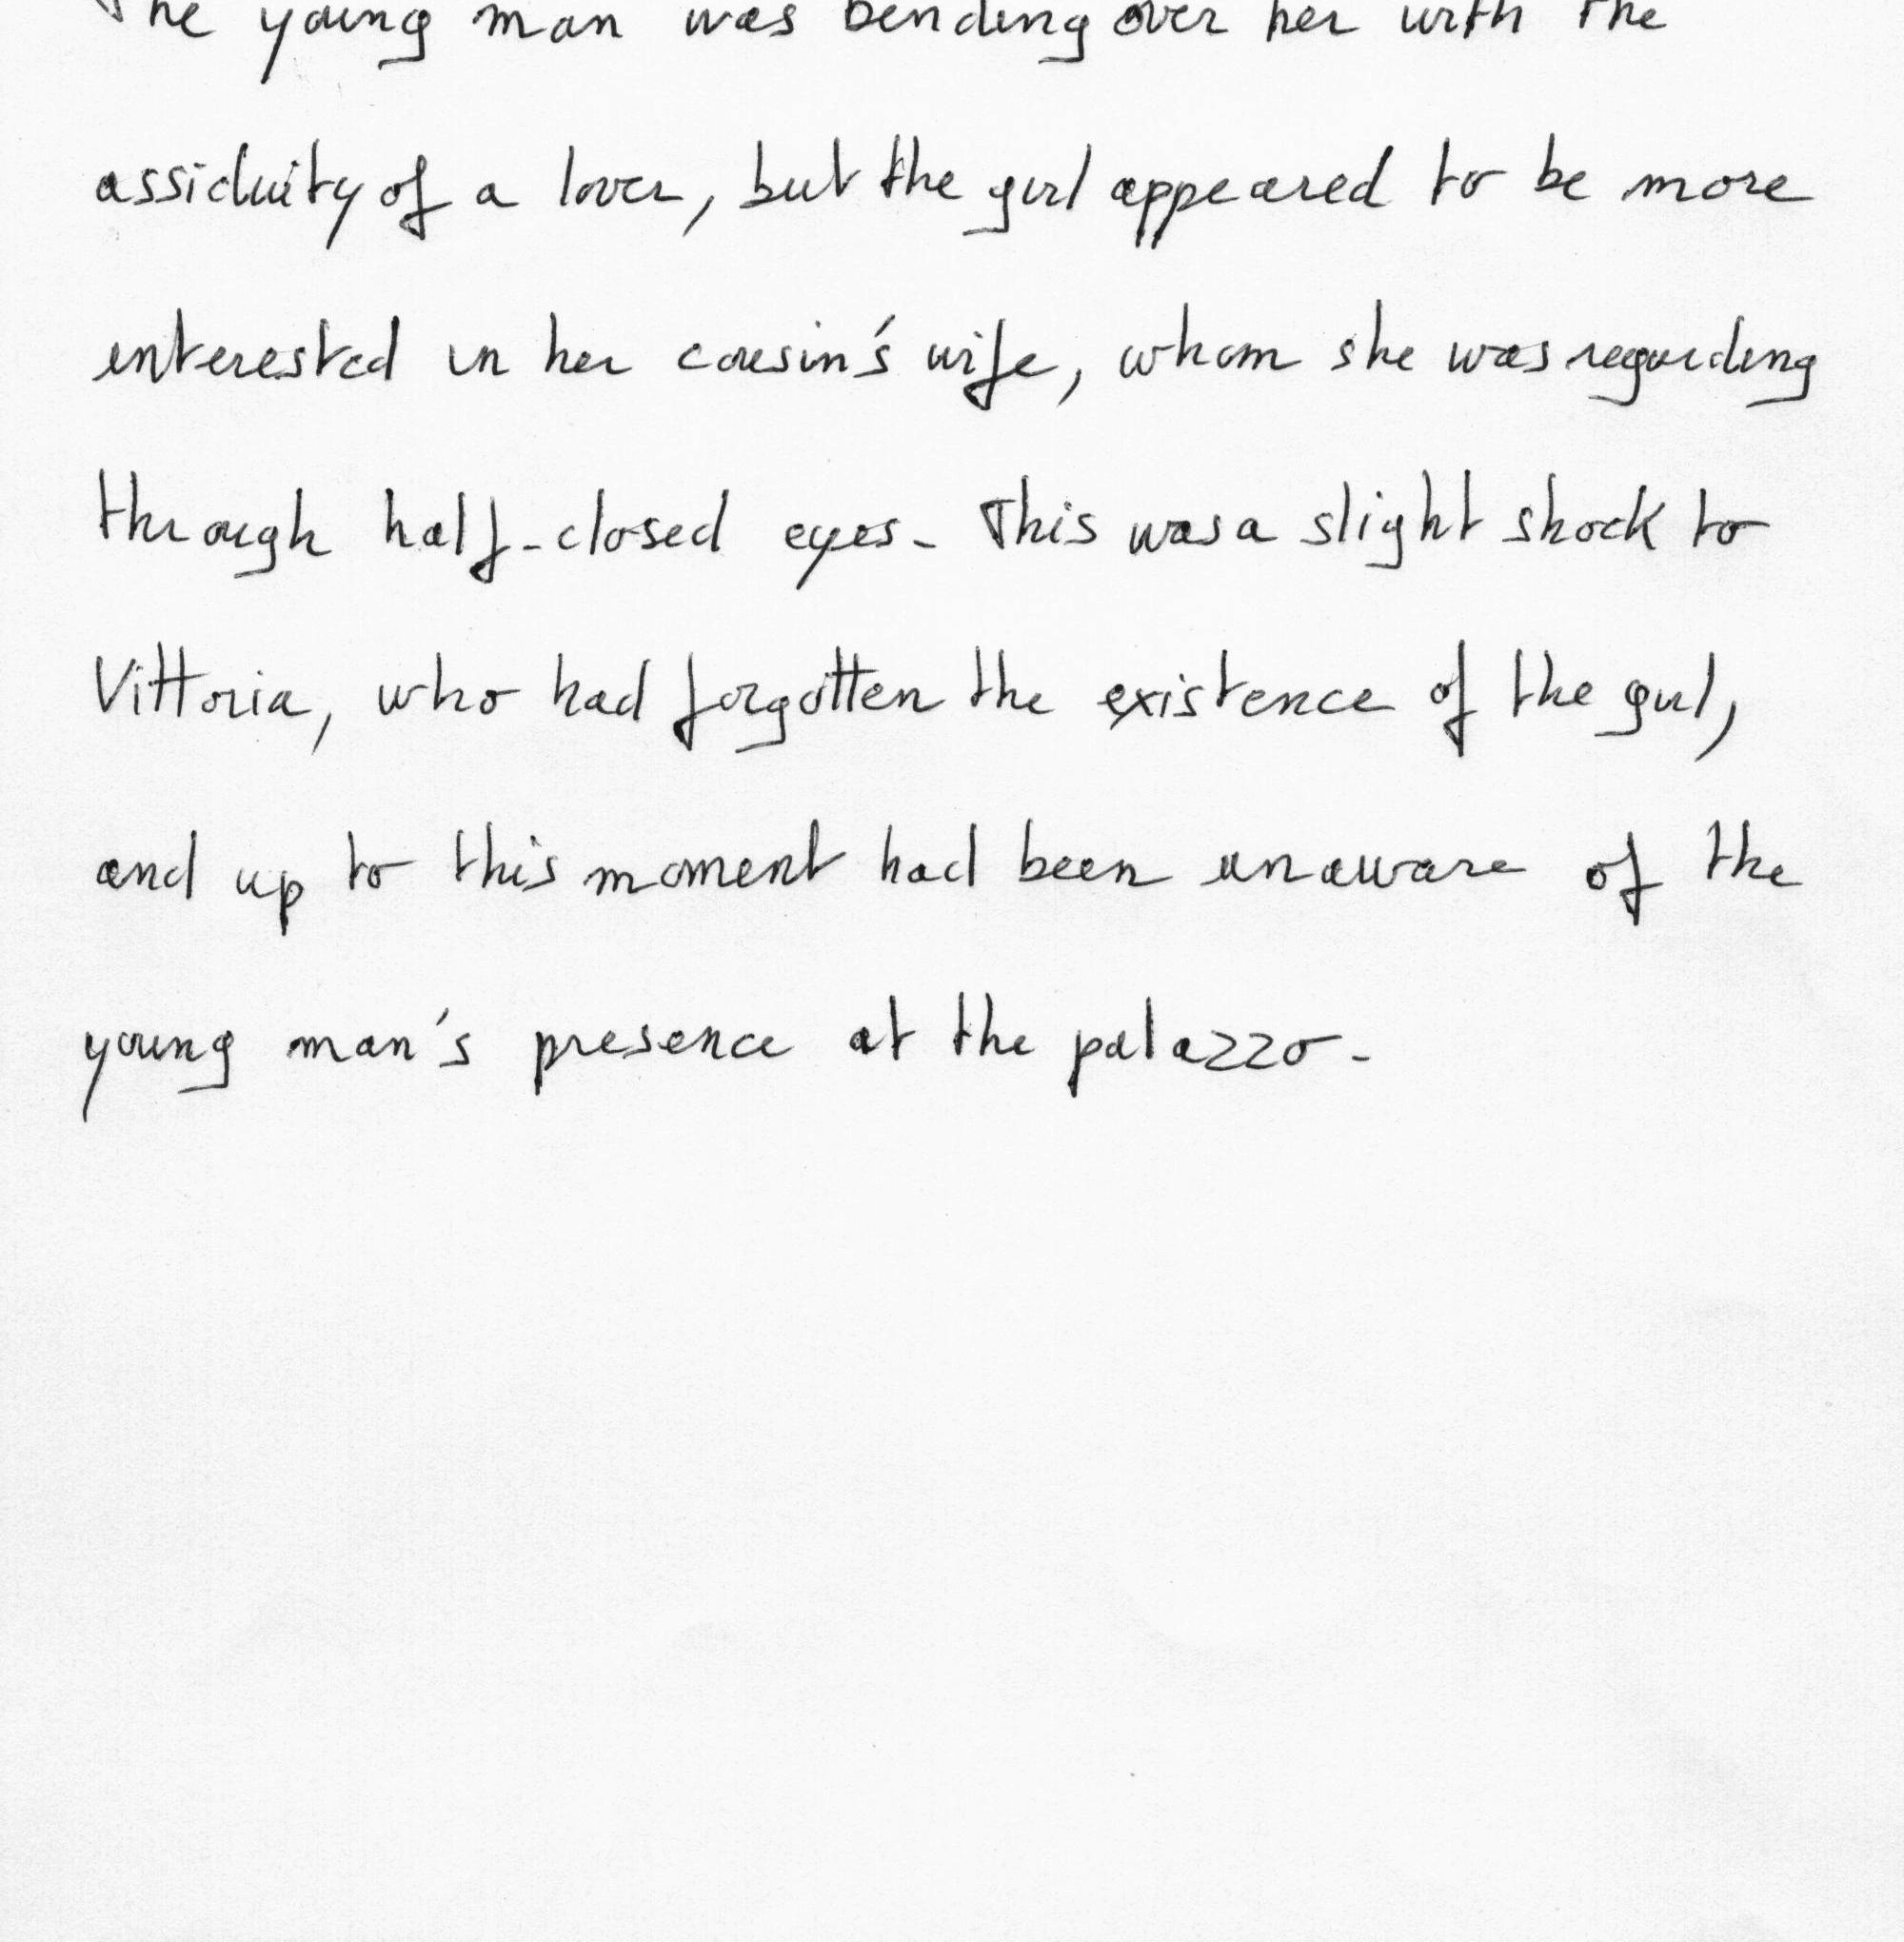 The young man was bending over her with the
assiduity of a lover, but the girl appeared to be more
interested in her cousin's wife, whom she was regarding
through half-closed eyes. This was a slight shock to
Vittoria, who had forgotten the existence of the girl,
and up to this moment had been unaware of the
young man's presence at the palazzo.